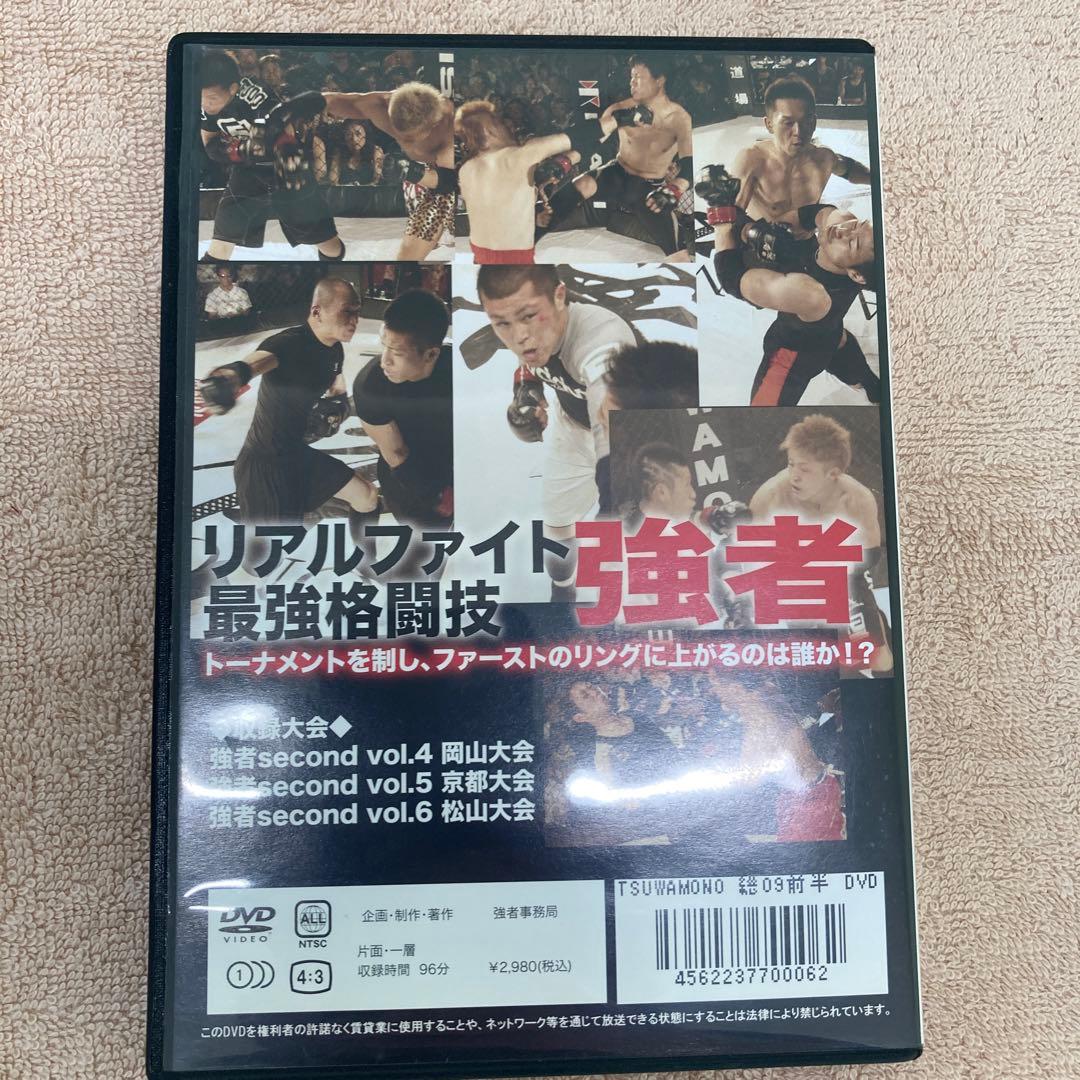 道
場
WAMO
リアルファイト
最強格闘技
強者
トーナメントを制し、ファーストのリングに上がるのは誰か!?
◆収録大会◆
強者second vol.4 岡山大会
強者second vol.5 京都大会
強者second vol.6 松山大会
DVD
VIDEO
ALL
NTSC
企画・制作・著作 強者事務局
片面・一層
収録時間 96分 ¥2,980(税込)
1
4:3
TSUWAMONO 総09前半 DVD
4562237700062
このDVDを権利者の許諾なく賃貸業に使用することや、ネットワーク等を通じて放送できる状態にすることは法律により禁じられています。